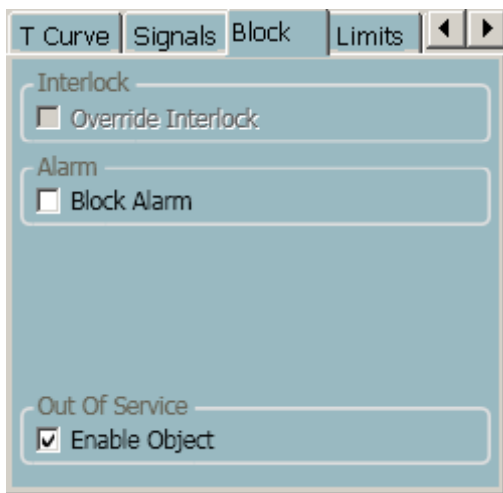 T Curve Signals Block Limits
Interlock
Override Interlock
Alarm
Block Alarm
Out Of Service
Enable Object